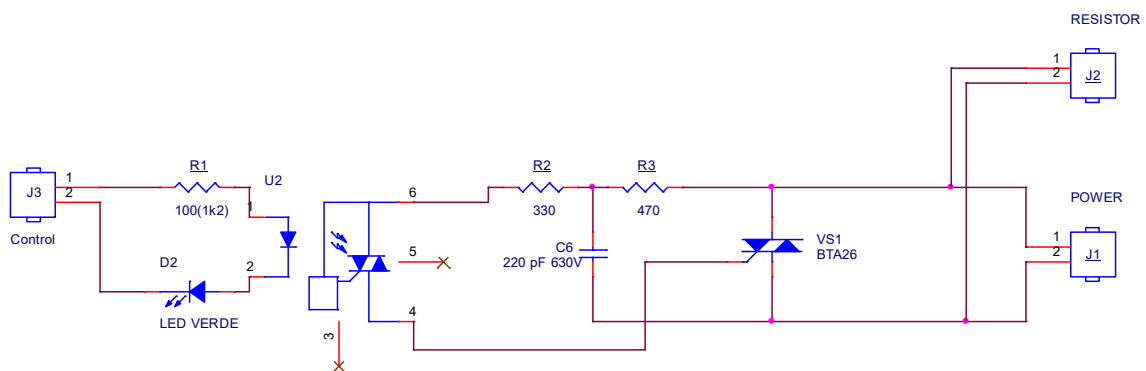 RESISTOR
1
2
J2
R1
R2
R3
1
2
J3
U2
6
100(1k2)
1
330
470
POWER
Control
C6
220 pF 630V
VS1
BTA26
1
2
J1
D2
2
5
LED VERDE
4
3